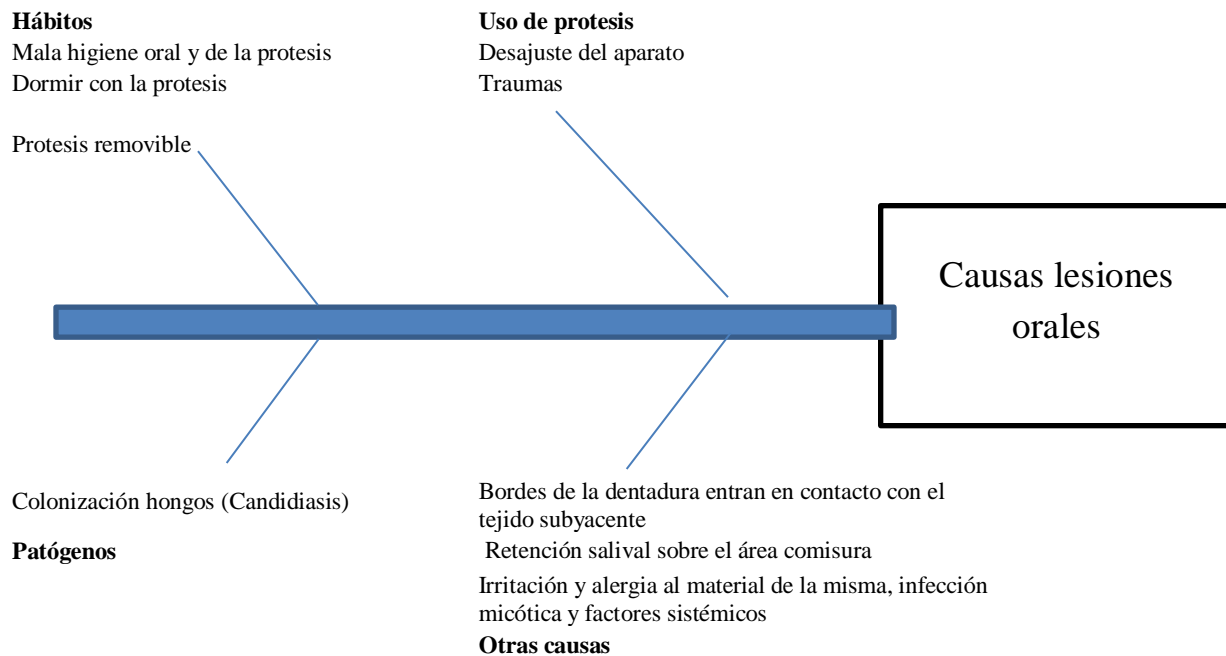 Hábitos
Mala higiene oral y de la protesis
Dormir con la protesis
Protesis removible
Uso de protesis
Desajuste del aparato
Traumas
Causas lesiones
orales
Colonización hongos (Candidiasis)
Patógenos
Bordes de la dentadura entran en contacto con el
tejido subyacente
Retención salival sobre el área comisura
Irritación y alergia al material de la misma, infección
micótica y factores sistémicos
Otras causas